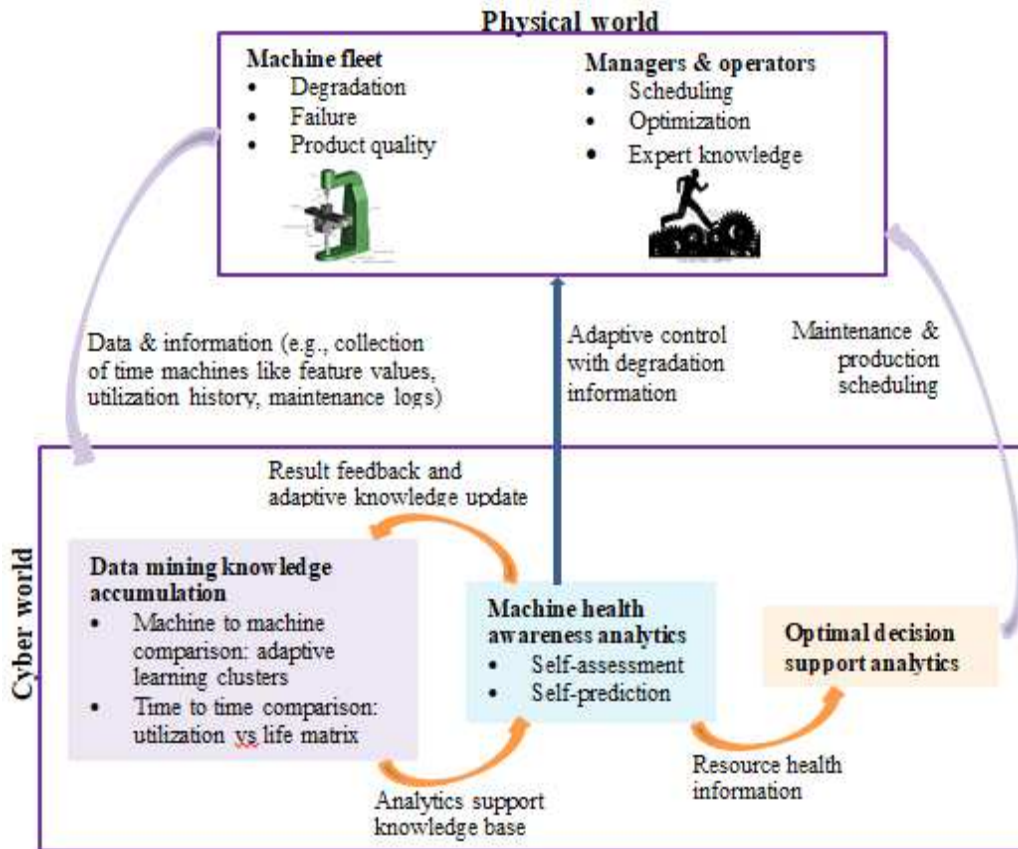 Physical world
Machine fleet
• Degradation
• Failure
• Product quality
Managers & operators
• Scheduling
• Optimization
• Expert knowledge
Data & information (e.g., collection
of time machines like feature values,
utilization history, maintenance logs)
Adaptive control
with degradation
information
Maintenance &
production
scheduling
Cyber world
Result feedback and
adaptive knowledge update
Data mining knowledge
accumulation
• Machine to machine
comparison: adaptive
learning clusters
• Time to time comparison:
utilization vs life matrix
Machine health
awareness analytics
• Self-assessment
• Self-prediction
Optimal decision
support analytics
Analytics support
knowledge base
Resource health
information